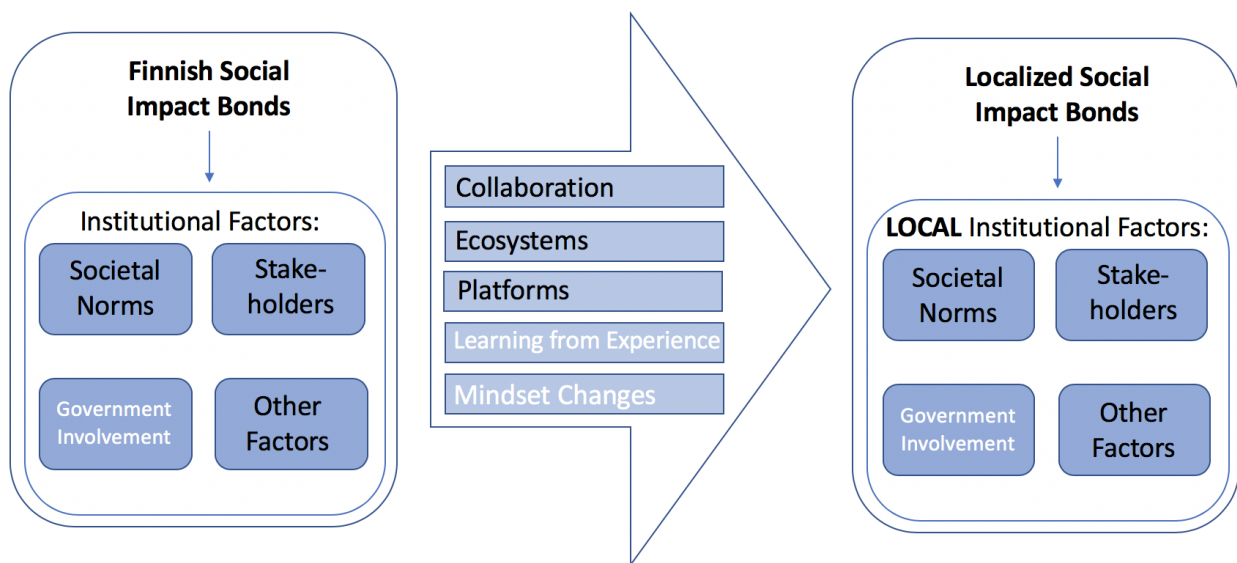 Finnish Social
Impact Bonds
Institutional Factors:
Societal
Norms
Stake-
holders
Government
Involvement
Other
Factors
Collaboration
Ecosystems
Platforms
Learning from Experience
Mindset Changes
Localized Social
Impact Bonds
LOCAL Institutional Factors:
Societal
Norms
Stake-
holders
Government
Involvement
Other
Factors